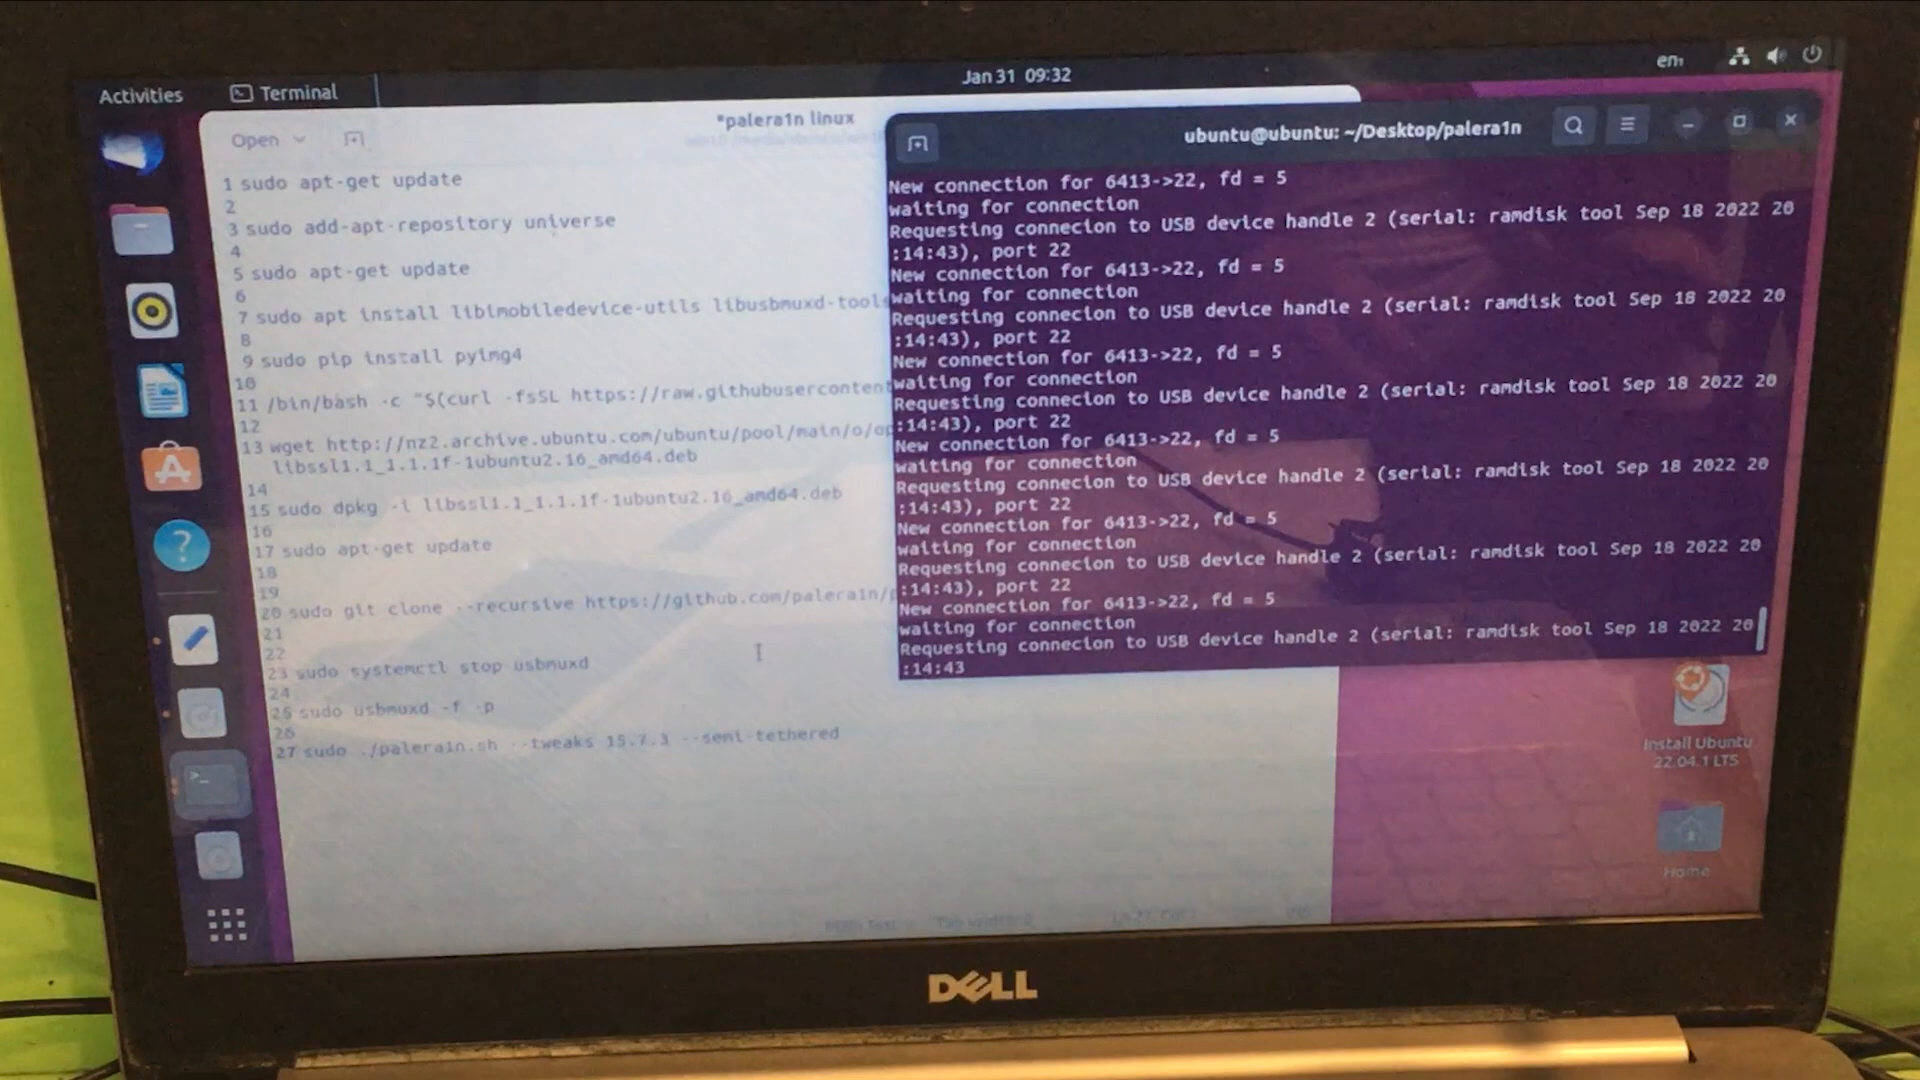 Activities
Terminal
Jan 31 09:32
en₁
Open
*palera1n linux
1 sudo apt-get update
2
3 sudo add-apt-repository universe
4
5 sudo apt-get update
6
7 sudo apt install libimobiledevice-utils libusbmuxd-tools
8
9 sudo pip install pyimg4
10
11 /bin/bash -c "$(curl -fsSL https://raw.githubusercontent
12
13 wget http://nz2.archive.ubuntu.com/ubuntu/pool/main/o/op
libssl1.1_1.1.1f-1ubuntu2.16_amd64.deb
14
15 sudo dpkg -i libssl1.1_1.1.1f-1ubuntu2.16_amd64.deb
16
17 sudo apt-get update
18
19
20 sudo git clone --recursive https://github.com/palera1n/p
21
22
23 sudo systemctl stop usbmuxd
24
25 sudo usbmuxd -f -p
26
27 sudo ./palera1n.sh --tweaks 15.7.3 --semi-tethered
ubuntu@ubuntu: ~/Desktop/palera1n
New connection for 6413->22, fd = 5
waiting for connection
Requesting connecion to USB device handle 2 (serial: ramdisk tool Sep 18 2022 20
:14:43), port 22
New connection for 6413->22, fd = 5
waiting for connection
Requesting connecion to USB device handle 2 (serial: ramdisk tool Sep 18 2022 20
:14:43), port 22
New connection for 6413->22, fd = 5
waiting for connection
Requesting connecion to USB device handle 2 (serial: ramdisk tool Sep 18 2022 20
:14:43), port 22
New connection for 6413->22, fd = 5
waiting for connection
Requesting connecion to USB device handle 2 (serial: ramdisk tool Sep 18 2022 20
:14:43), port 22
New connection for 6413->22, fd = 5
waiting for connection
Requesting connecion to USB device handle 2 (serial: ramdisk tool Sep 18 2022 20
:14:43), port 22
New connection for 6413->22, fd = 5
waiting for connection
Requesting connecion to USB device handle 2 (serial: ramdisk tool Sep 18 2022 20
:14:43
Install Ubuntu
22.04.1 LTS
Home
DELL